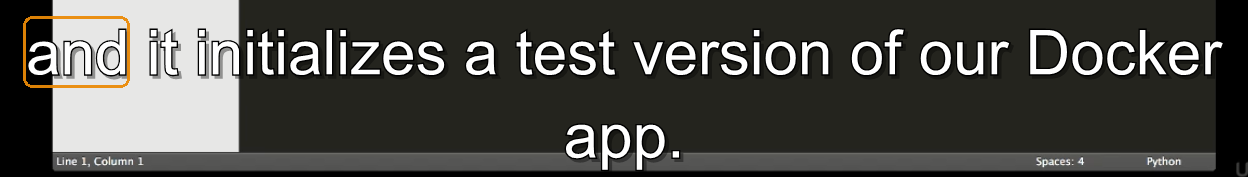 and it initializes a test version of our Docker
app.
Line 1, Column 1 Spaces: 4 Python